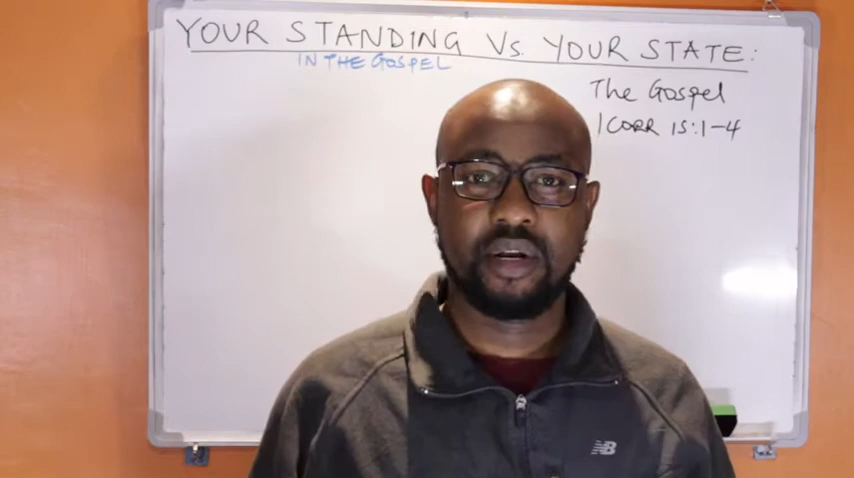 YOUR STANDING VS. YOUR STATE:
IN THE GOSPEL
The Gospel
1 CORR 15:1-4
NB